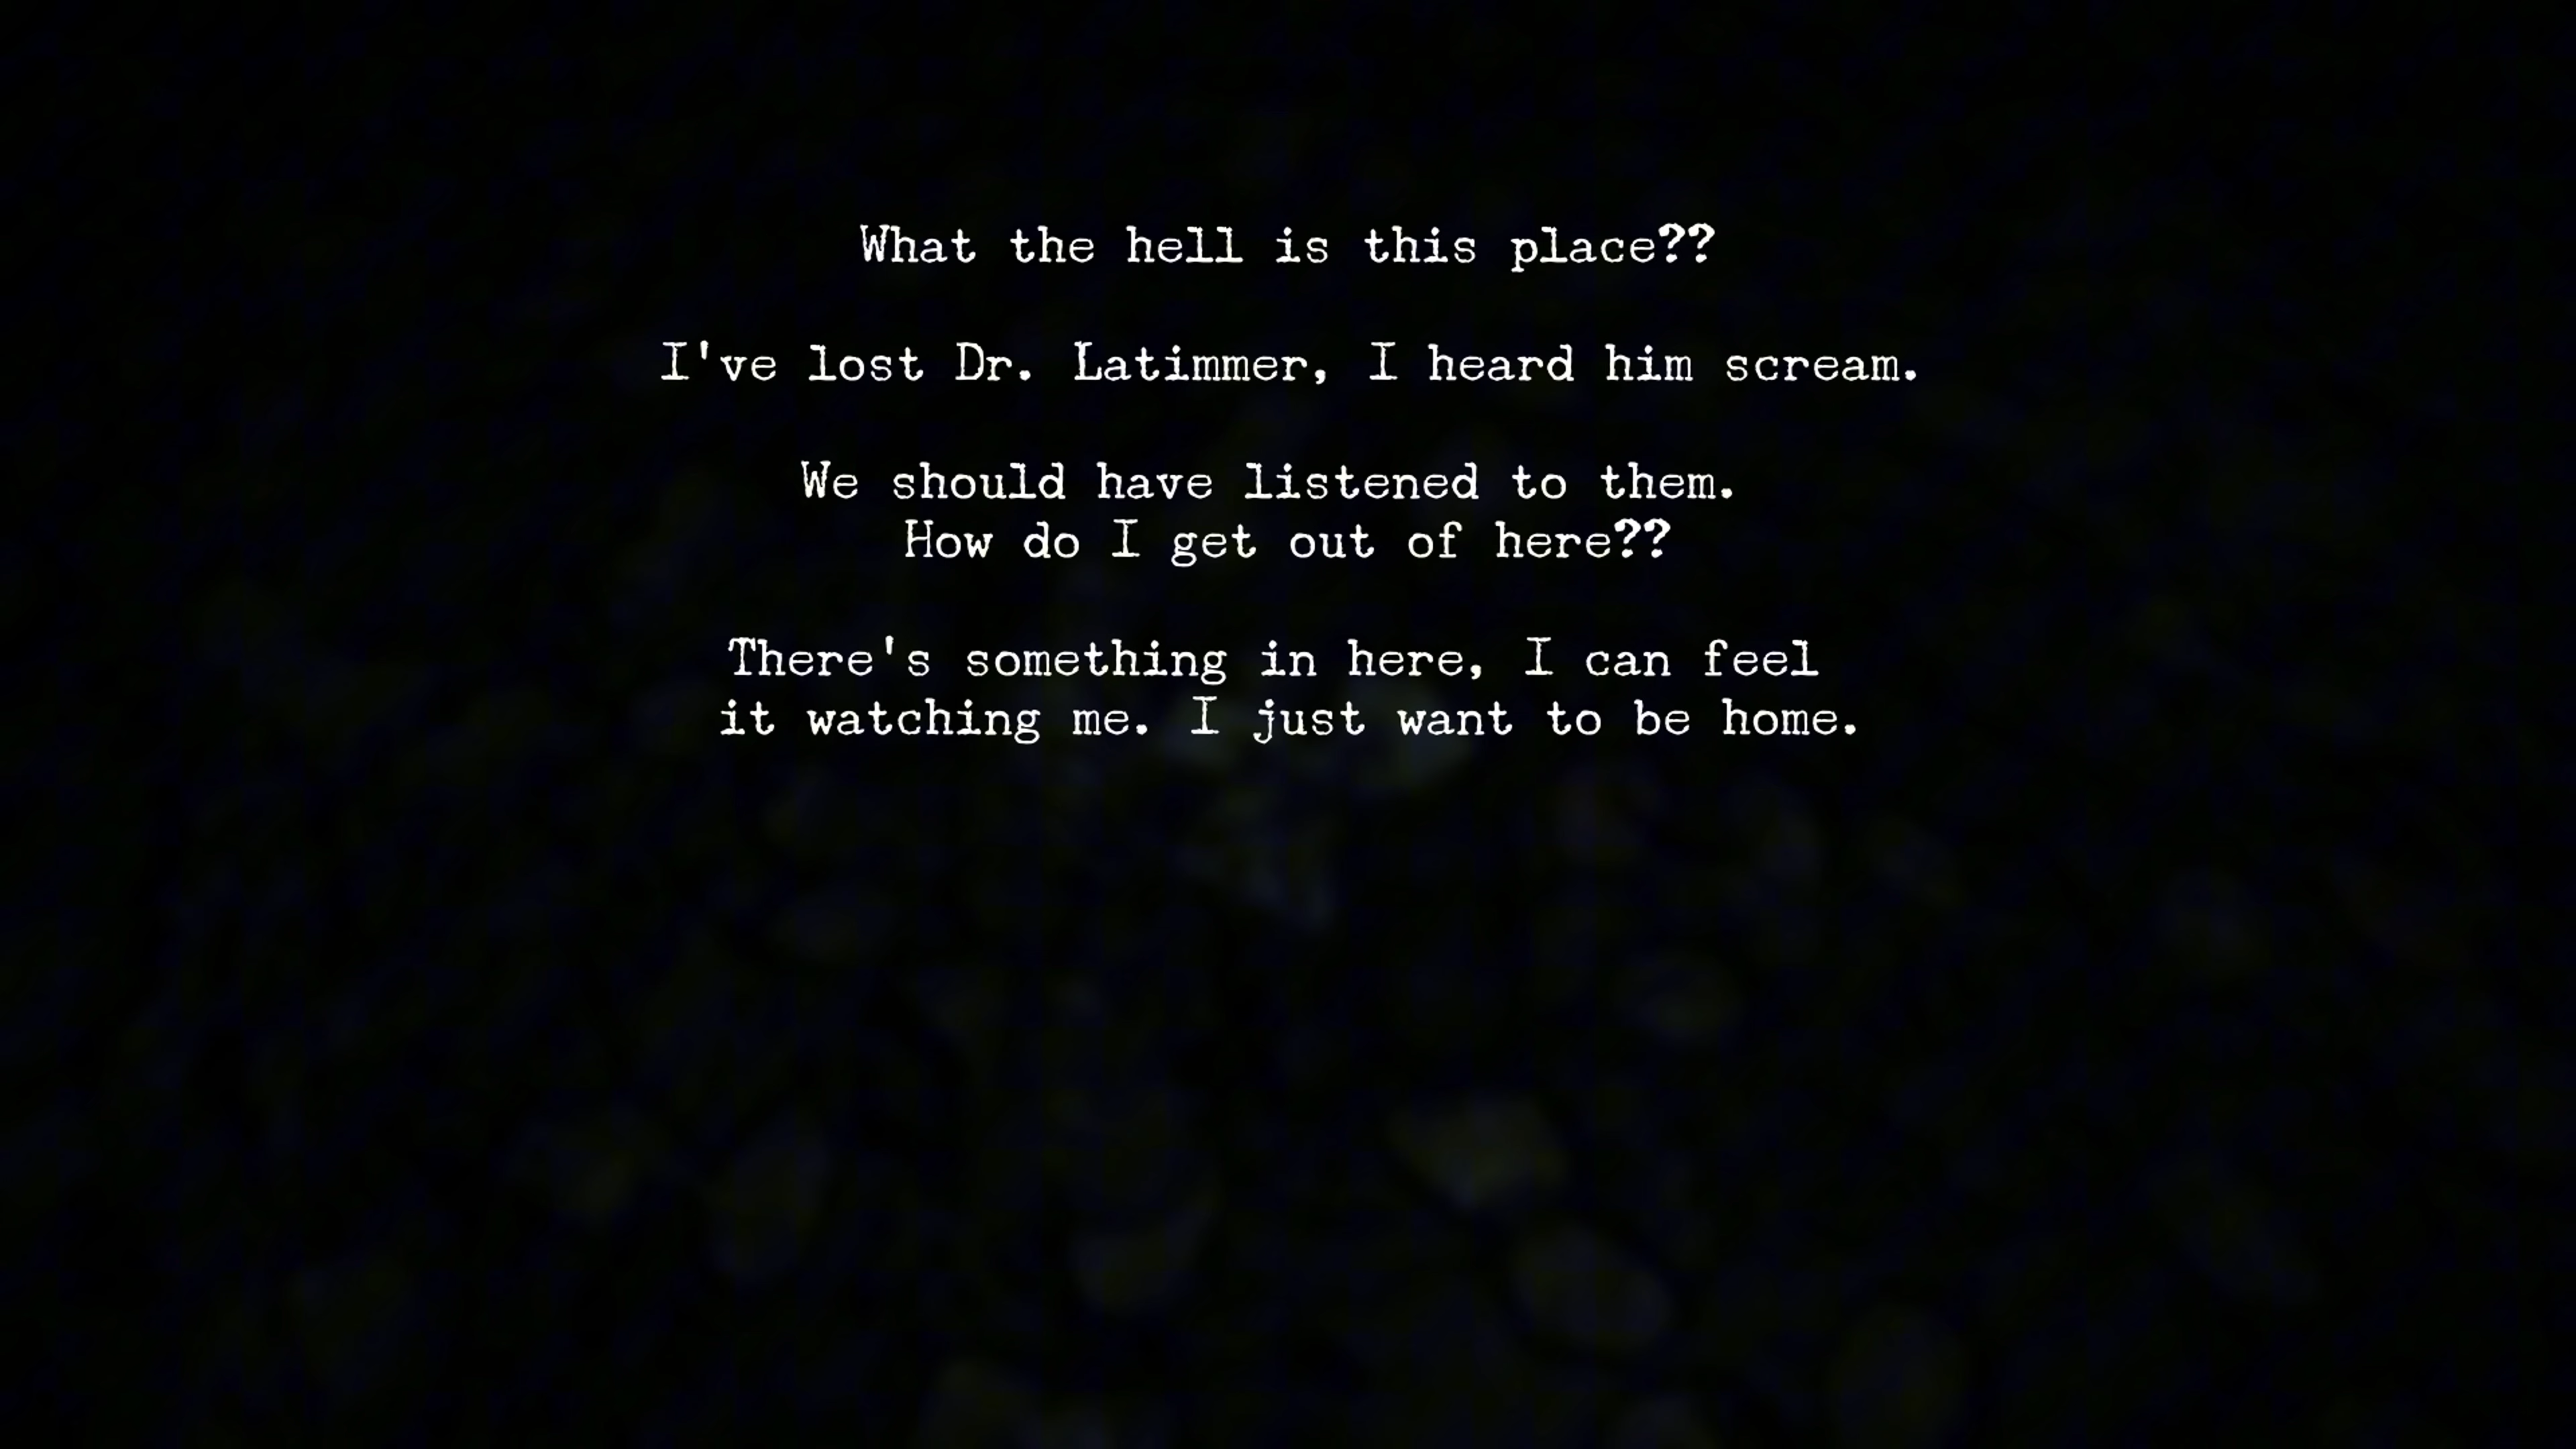 What the hell is this place??
I've lost Dr. Latimmer, I heard him scream.
We should have listened to them.
How do I get out of here??
There's something in here, I can feel
it watching me. I just want to be home.